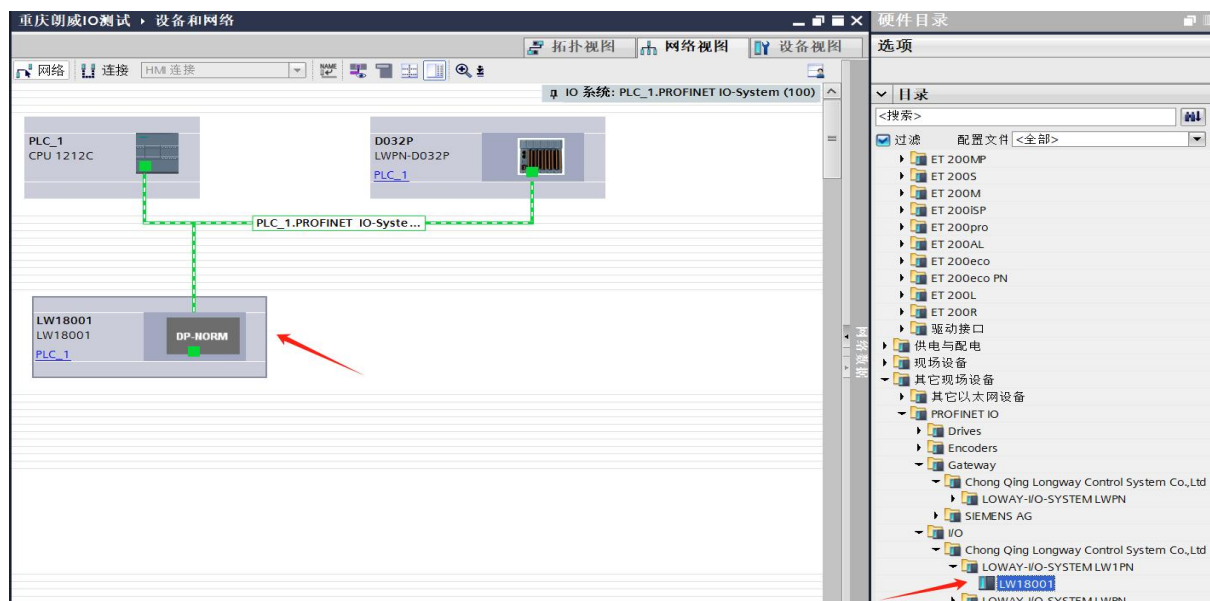 重庆朗威IO测试 ▸ 设备和网络
拓扑视图 网络视图 设备视图
网络 连接 HMI 连接
IO 系统: PLC_1.PROFINET IO-System (100)
PLC_1
CPU 1212C
D032P
LWPN-D032P
PLC_1
PLC_1.PROFINET IO-Syste...
LW18001
LW18001
DP-NORM
PLC_1
网络数据
硬件目录
选项
目录
<搜索>
过滤 配置文件 <全部>
ET 200MP
ET 200S
ET 200M
ET 200iSP
ET 200pro
ET 200AL
ET 200eco
ET 200eco PN
ET 200L
ET 200R
驱动接口
供电与配电
现场设备
其它现场设备
其它以太网设备
PROFINET IO
Drives
Encoders
Gateway
Chong Qing Longway Control System Co.,Ltd
LOWAY-I/O-SYSTEM LWPN
SIEMENS AG
I/O
Chong Qing Longway Control System Co.,Ltd
LOWAY-I/O-SYSTEM LW1PN
LW18001
LOWAY-I/O-SYSTEM LWPN